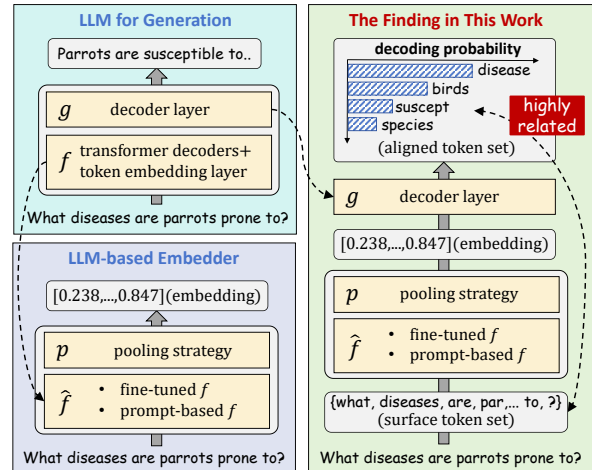 LLM for Generation
Parrots are susceptible to..
g decoder layer
f transformer decoders+
token embedding layer
What diseases are parrots prone to?
LLM-based Embedder
[0.238,...,0.847](embedding)
p pooling strategy
f̂ • fine-tuned f
• prompt-based f
What diseases are parrots prone to?
The Finding in This Work
decoding probability
disease
birds
suscept
species
(aligned token set)
highly
related
g decoder layer
[0.238,...,0.847](embedding)
p pooling strategy
f̂ • fine-tuned f
• prompt-based f
{what, diseases, are, par,... to, ?}
(surface token set)
What diseases are parrots prone to?